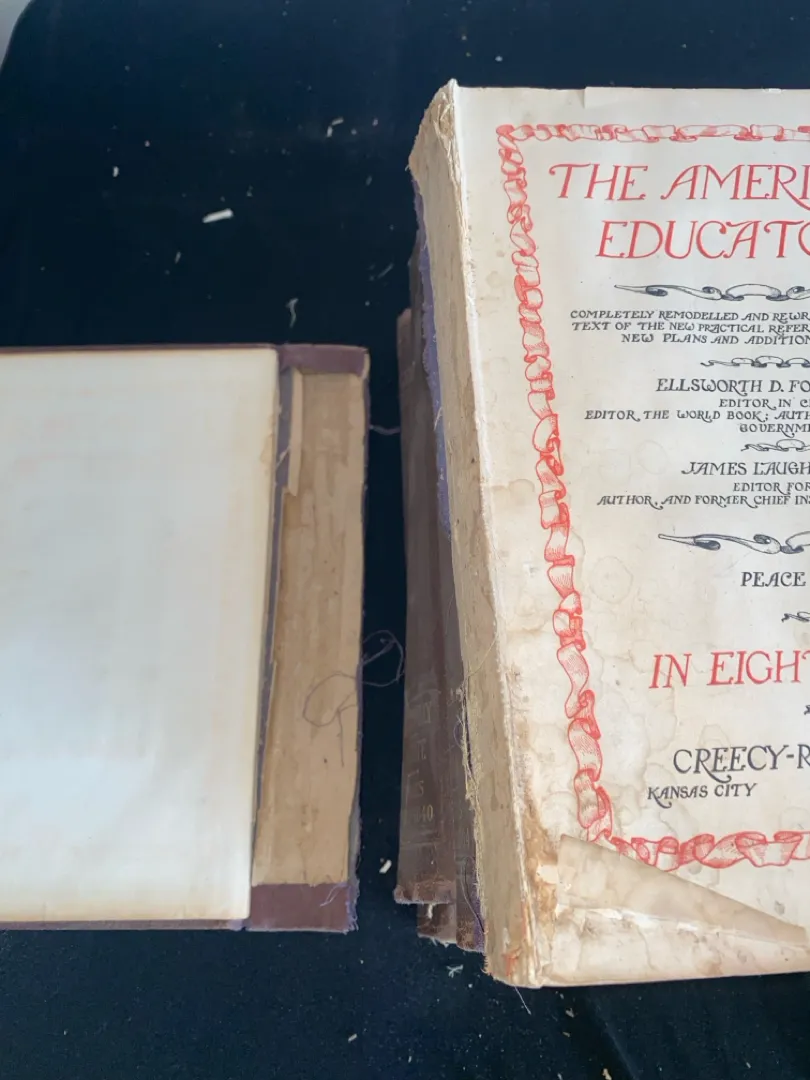 THE AMERI
EDUCATO
COMPLETELY REMODELLED AND REWR
TEXT OF THE NEW PRACTICAL REFER
NEW PLANS AND ADDITION
ELLSWORTH D. FO
EDITOR IN C
EDITOR, THE WORLD BOOK; AUTH
GOVERNME
JAMES LAUGH
EDITOR FOR
AUTHOR, AND FORMER CHIEF INS
PEACE
IN EIGHT
CREECY-R
KANSAS CITY